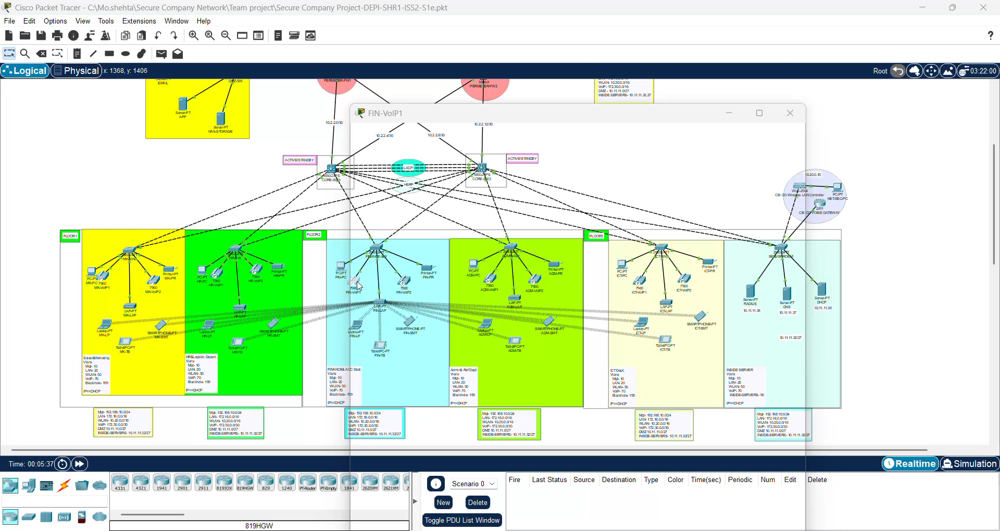 Cisco Packet Tracer - C:\Mo.shehta\Secure Company Network\Team project\Secure Company Project-DEPI-SHR1-ISS2-S1e.pkt
File Edit Options View Tools Extensions Window Help
Logical Physical x: 1368, y: 1406
Root 03:22:00
EMAIL
DMZ-SW
Server-PT
APP
Server-PT
NAS-STORAGE
PERMETER-FW1
PERMETER-FW2
WLAN- 10.20.0.0/16
VoIP- 172.30.0.0/16
DMZ - 10.11.11.0/27
INSIDE SERVERS- 10.11.11.32.27
FIN-VoIP1
10.2.2.0/30
10.2.2.4/30
10.2.2.8/30
10.2.2.12/30
ACTIVE/STANDBY
LACP
HSRP
ACTIVE/STANDBY
3650-24PS
CORE-SW1
3650-24PS
CORE-SW2
10.20.0.10
WLC-2504
CIS CO Wireless LAN Controller
PC-PT
NET-SEC-PC
2811
CIS CO VOISE GATEWAY
FLOOR1
FLOOR2
FLOOR3
MK-SW
HR-SW
FINANCE-SW
ADMIN-SW
ICT-SW
SERVERROOM
PC-PT
MK-PC
7960
MK-VoIP1
MK-VoIP2
Printer-PT
MK-PR
LAP-PT
MK-LAP
Laptop-PT
MK-LP
SMARTPHONE-PT
MK-SMT
TabletPC-PT
MK-TB
PC-PT
HR-PC
7960
HR-VoIP1
7960
HR-VoIP2
Printer-PT
HR-PR
LAP-PT
HR-LAP
Laptop-PT
HR-LP
SMARTPHONE-PT
HR-SMT
TabletPC-PT
HR-TB
PC-PT
FIN-PC
7960
FIN-VoIP1
7960
FIN-VoIP2
Printer-PT
FIN-PR
LAP-PT
FIN-LAP
Laptop-PT
FIN-LP
SMARTPHONE-PT
FIN-SMT
TabletPC-PT
FIN-TB
PC-PT
ADM-PC
7960
ADM-VoIP1
7960
ADM-VoIP2
Printer-PT
ADM-PR
LAP-PT
ADM-LAP
Laptop-PT
ADM-LP
SMARTPHONE-PT
ADM-SMT
TabletPC-PT
ADM-TB
PC-PT
ICT-PC
7960
ICT-VoIP1
7960
ICT-VoIP2
Printer-PT
ICT-PR
LAP-PT
ICT-LAP
Laptop-PT
ICT-LP
SMARTPHONE-PT
ICT-SMT
TabletPC-PT
ICT-TB
Server-PT
RADIUS
10.11.11.36
Server-PT
DNS
10.11.11.37
Server-PT
DHCP
10.11.11.38
10.11.11.32/27
Sales&Marketing
Vlans
Mgt- 10
LAN- 20
WLAN- 50
VoIP- 70
Blackhole- 199
IP==DHCP
HR&Logistic Depart.
Vlans
Mgt- 10
LAN- 20
WLAN- 50
VoIP- 70
Blackhole- 199
IP==DHCP
FINANCE& ACC Dept
Vlans
Mgt- 10
LAN- 20
WLAN- 50
VoIP- 70
Blackhole- 199
IP==DHCP
Admin& Ref Dept
Vlans
Mgt- 10
LAN- 20
WLAN- 50
VoIP- 70
Blackhole- 199
IP==DHCP
ICT Dept.
Vlans
Mgt- 10
LAN- 20
WLAN- 50
VoIP- 70
Blackhole- 199
IP==DHCP
INSIDE SERVER
Vlans
Mgt- 10
LAN- 20
WLAN- 50
VoIP- 70
INSIDE-SERVERS- 90
IP==DHCP
Mgt- 192.168.10.0/24
LAN- 172.16.0.0/16
WLAN- 10.20.0.0/16
VoIP- 172.30.0.0/30
DMZ 10.11.11.0/27
INSIDE-SERVERS- 10.11.11.32/27
Mgt- 192.168.10.0/24
LAN- 172.16.0.0/16
WLAN- 10.20.0.0/16
VoIP- 172.30.0.0/30
DMZ 10.11.11.0/27
INSIDE-SERVERS- 10.11.11.32/27
Mgt- 192.168.10.0/24
LAN- 172.16.0.0/16
WLAN- 10.20.0.0/16
VoIP- 172.30.0.0/30
DMZ 10.11.11.0/27
INSIDE-SERVERS- 10.11.11.32/27
Mgt- 192.168.10.0/24
LAN- 172.16.0.0/16
WLAN- 10.20.0.0/16
VoIP- 172.30.0.0/30
DMZ 10.11.11.0/27
INSIDE-SERVERS- 10.11.11.32/27
Mgt- 192.168.10.0/24
LAN- 172.16.0.0/16
WLAN- 10.20.0.0/16
VoIP- 172.30.0.0/30
DMZ 10.11.11.0/27
INSIDE-SERVERS- 10.11.11.32/27
Mgt- 192.168.10.0/24
LAN- 172.16.0.0/16
WLAN- 10.20.0.0/16
VoIP- 172.30.0.0/30
DMZ 10.11.11.0/27
INSIDE-SERVERS- 10.11.11.32/27
Time: 00:05:37
Realtime Simulation
4331 4321 1941 2901 2911 819IOX 819HGW 829 1240 PT-Router PT-Empty 1841 2620XM 2621XM 2
819HGW
Scenario 0
New Delete
Toggle PDU List Window
Fire Last Status Source Destination Type Color Time(sec) Periodic Num Edit Delete